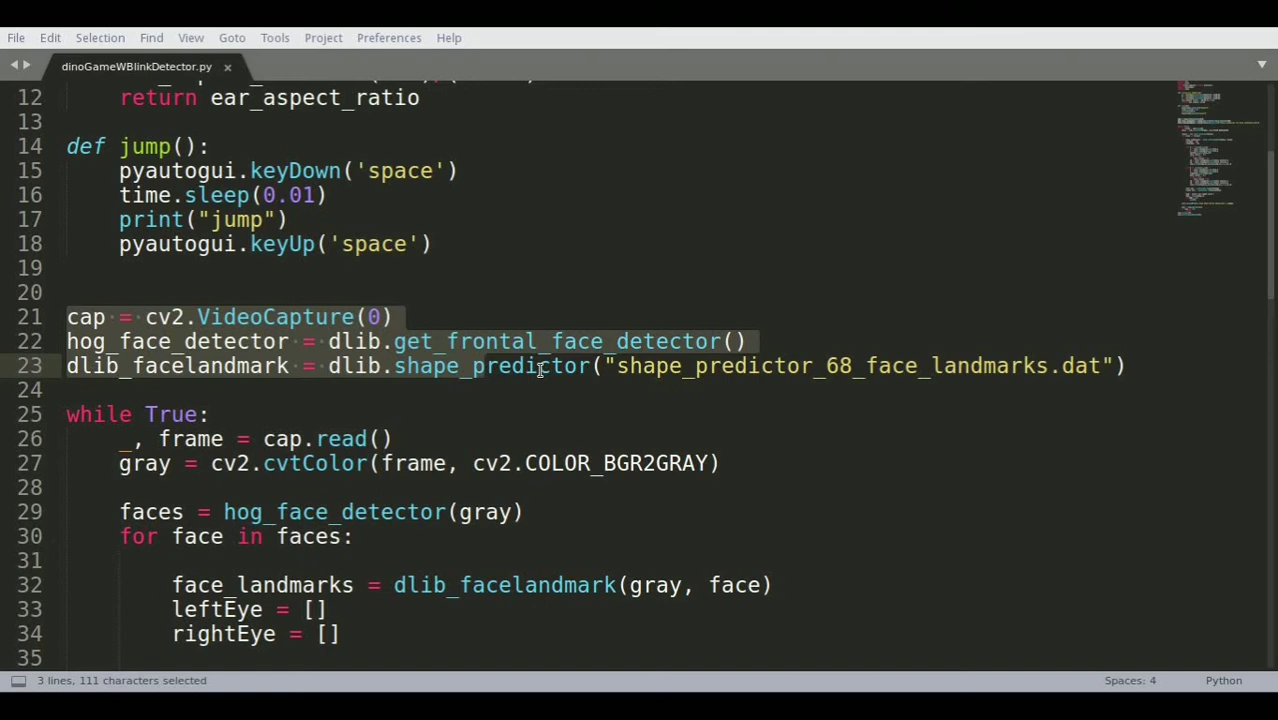 File Edit Selection Find View Goto Tools Project Preferences Help
dinoGameWBlinkDetector.py ×
12 return ear_aspect_ratio
13
14 def jump():
15 pyautogui.keyDown('space')
16 time.sleep(0.01)
17 print("jump")
18 pyautogui.keyUp('space')
19
20
21 cap = cv2.VideoCapture(0)
22 hog_face_detector = dlib.get_frontal_face_detector()
23 dlib_facelandmark = dlib.shape_predictor("shape_predictor_68_face_landmarks.dat")
24
25 while True:
26 _, frame = cap.read()
27 gray = cv2.cvtColor(frame, cv2.COLOR_BGR2GRAY)
28
29 faces = hog_face_detector(gray)
30 for face in faces:
31
32 face_landmarks = dlib_facelandmark(gray, face)
33 leftEye = []
34 rightEye = []
35
3 lines, 111 characters selected Spaces: 4 Python